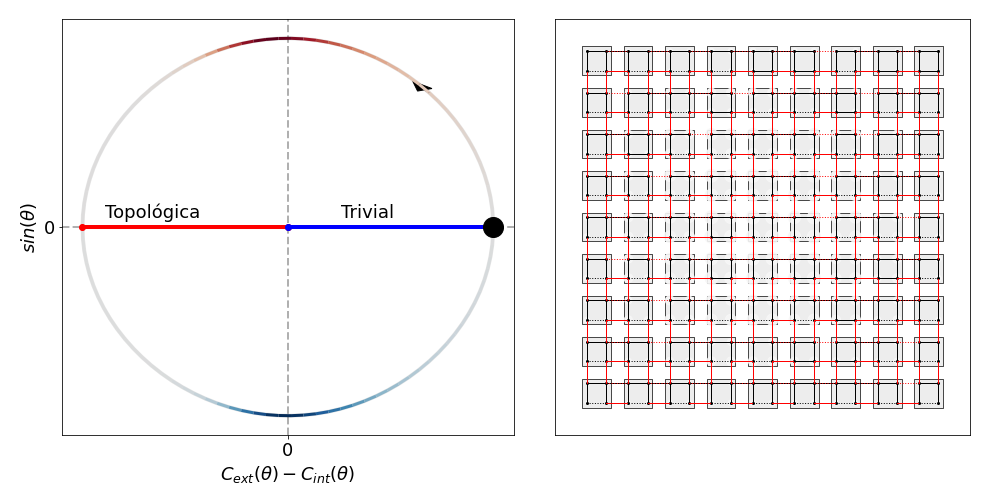 Topológica
Trivial
sin(θ)
0
0
C_ext(θ) − C_int(θ)